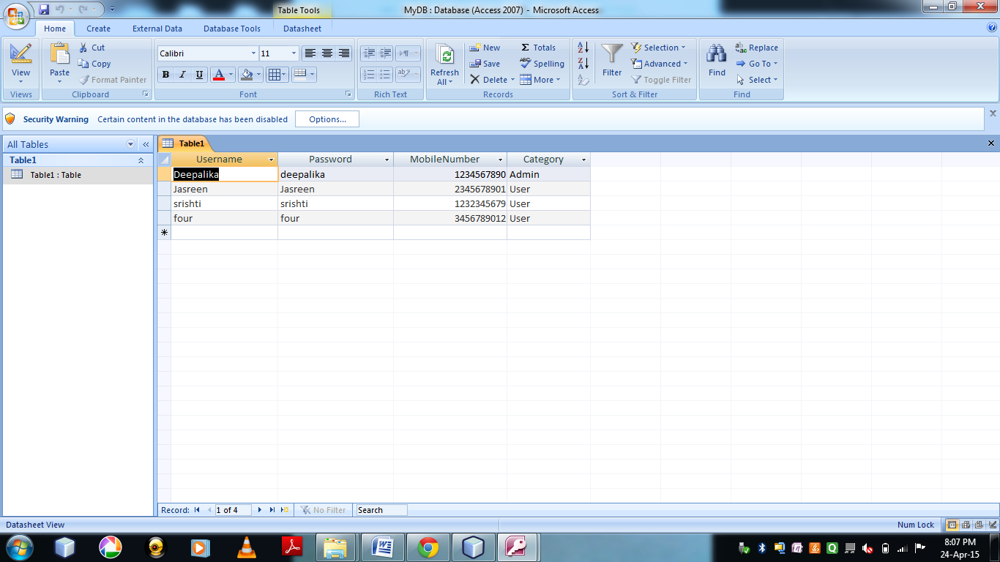 Table Tools
MyDB : Database (Access 2007) - Microsoft Access
Home Create External Data Database Tools Datasheet
View
Views
Paste
Cut
Copy
Format Painter
Clipboard
Calibri 11
B I U A
Font
Rich Text
Refresh All
New
Save
Delete
Σ Totals
ABC Spelling
More
Records
A Z
Z A
Filter
Selection
Advanced
Toggle Filter
Sort & Filter
Find
Replace
Go To
Select
Find
Security Warning Certain content in the database has been disabled Options...
All Tables «
Table1
Table1 : Table
Table1
Username Password MobileNumber Category
Deepalika deepalika 1234567890 Admin
Jasreen Jasreen 2345678901 User
srishti srishti 1232345679 User
four four 3456789012 User
Record: 1 of 4 No Filter Search
Datasheet View Num Lock
8:07 PM
24-Apr-15